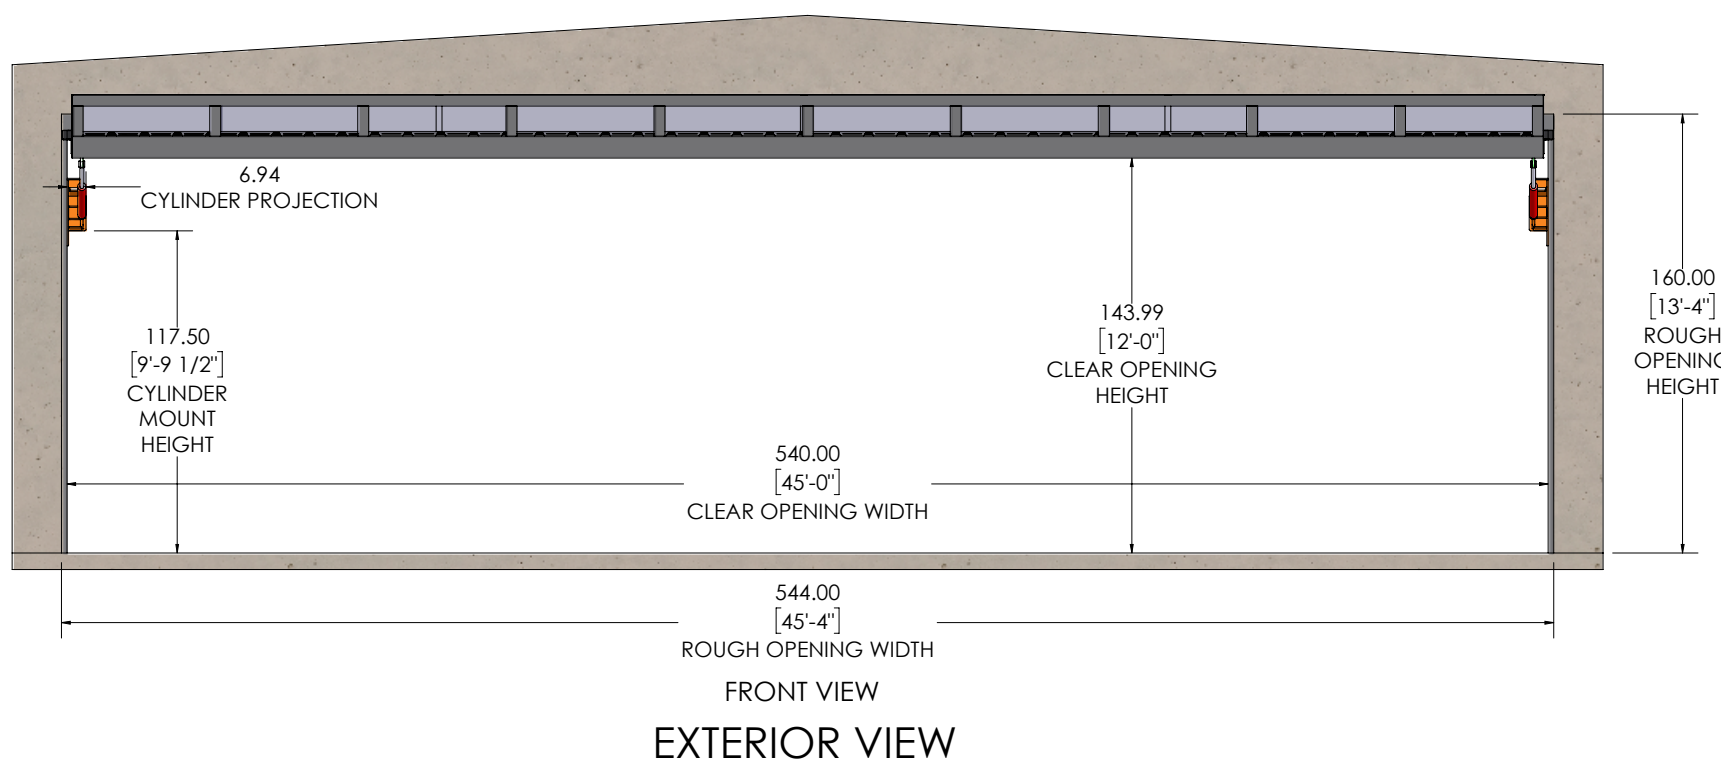 6.94
CYLINDER PROJECTION
117.50
[9'-9 1/2"]
CYLINDER
MOUNT
HEIGHT
143.99
[12'-0"]
CLEAR OPENING
HEIGHT
160.00
[13'-4"]
ROUGH
OPENING
HEIGHT
540.00
[45'-0"]
CLEAR OPENING WIDTH
544.00
[45'-4"]
ROUGH OPENING WIDTH
FRONT VIEW
EXTERIOR VIEW